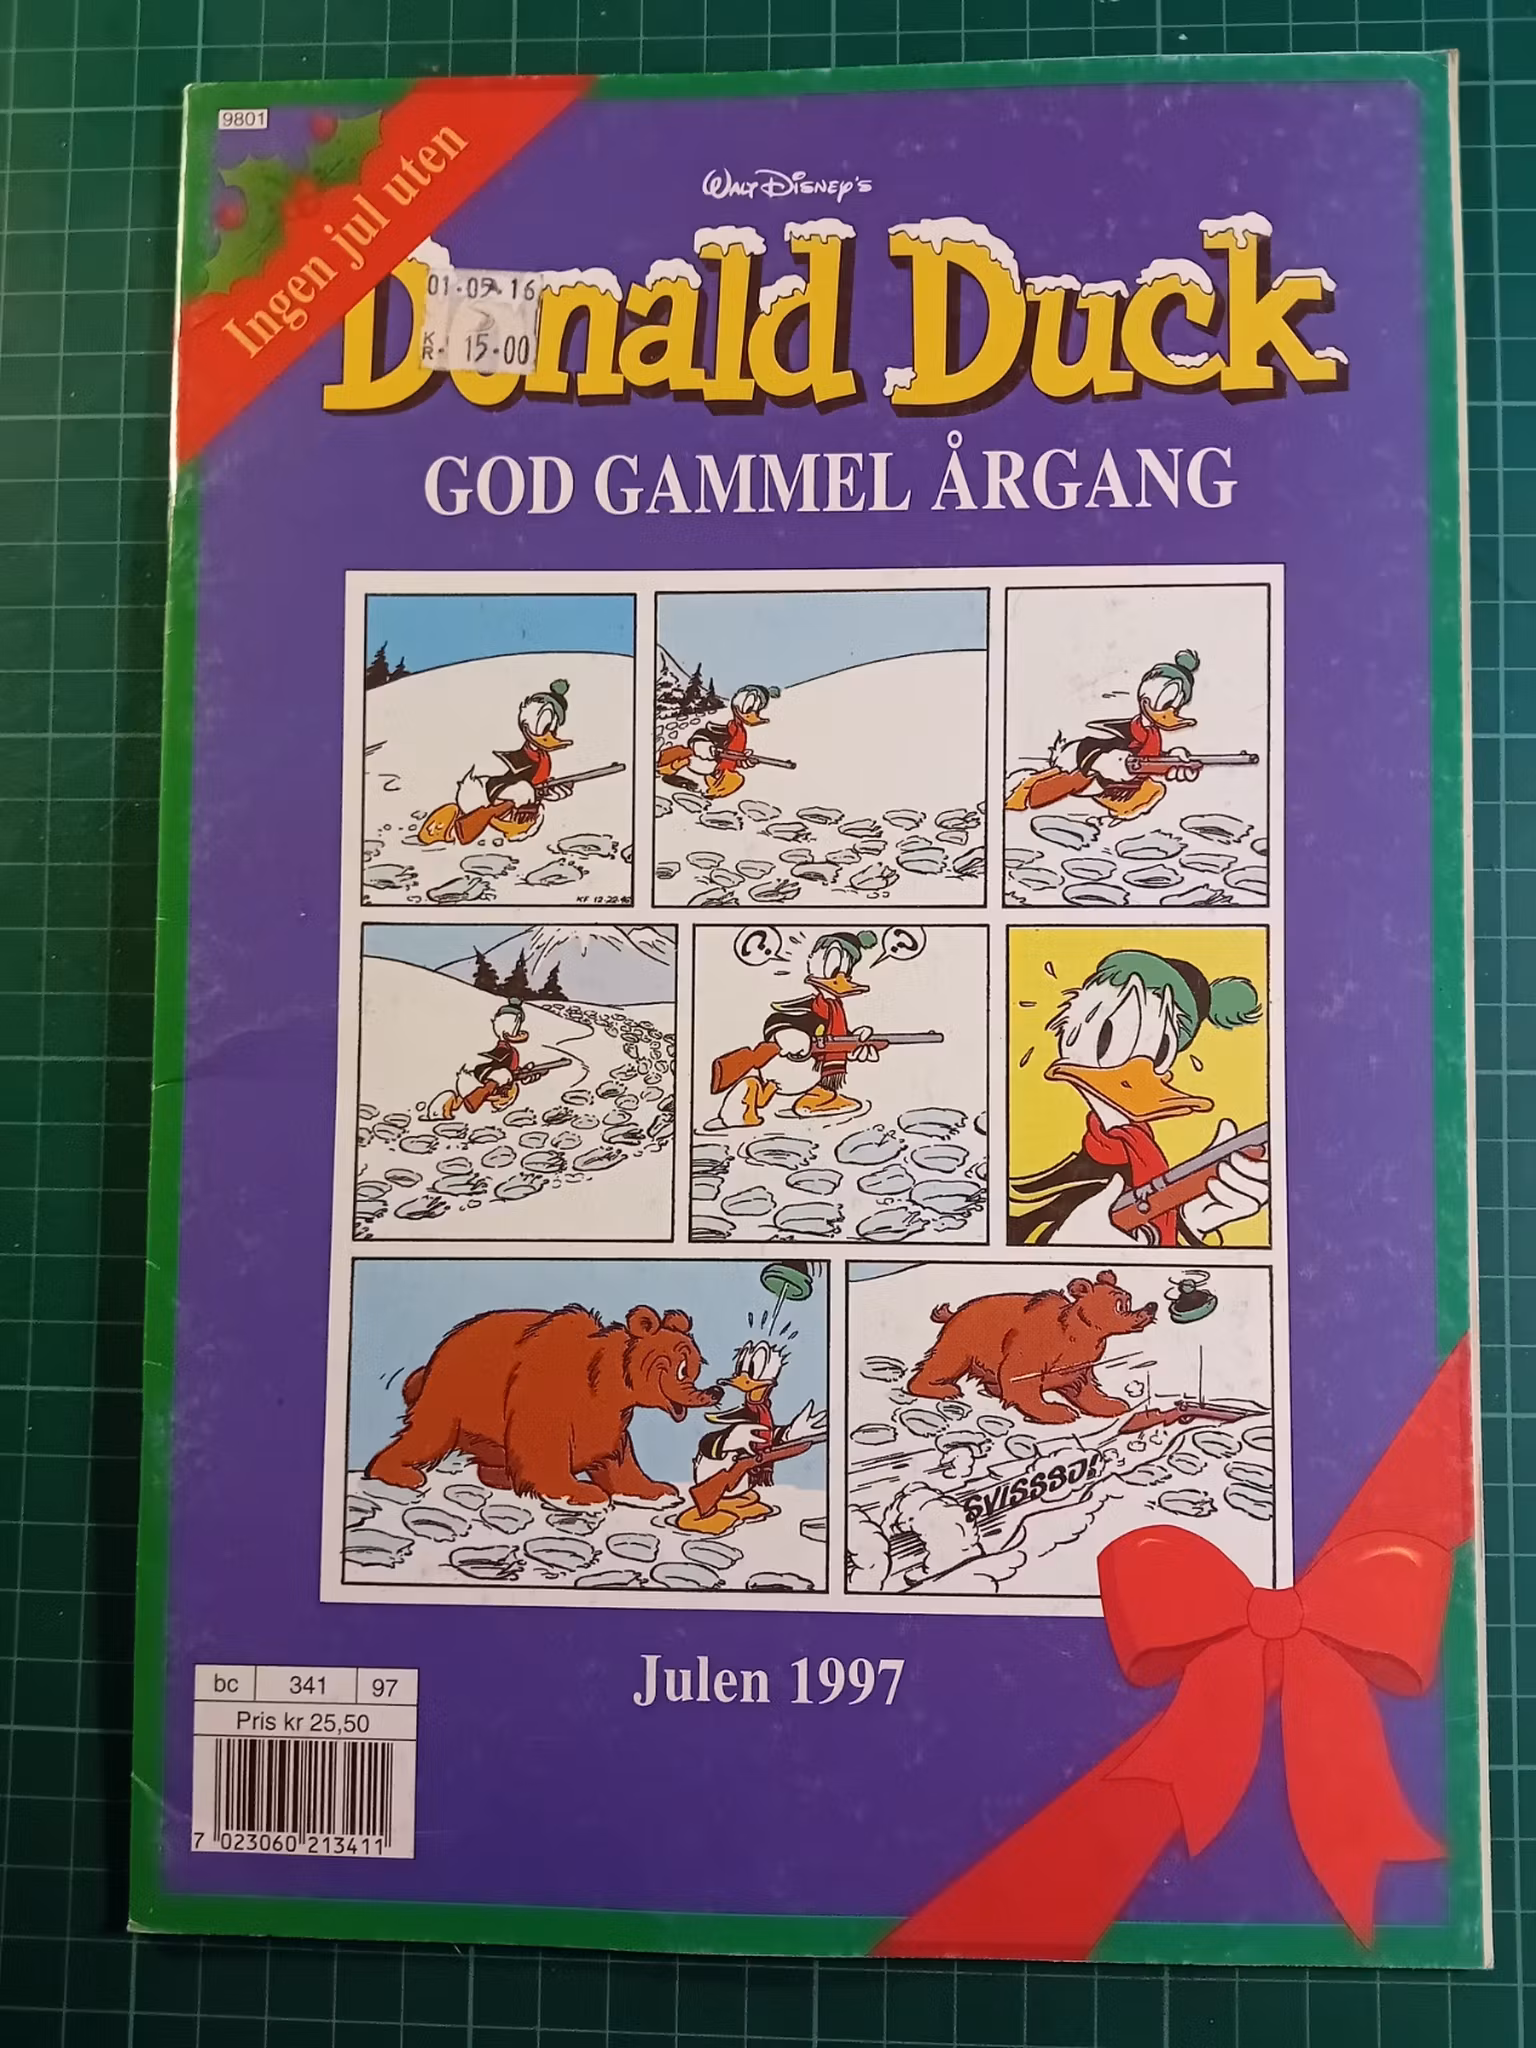 9801
Ingen jul uten
WALT DISNEY'S
Donald Duck
01·09·16
KR. 15·00
GOD GAMMEL ÅRGANG
? ?
SVISSSJ!
Julen 1997
bc 341 97
Pris kr 25,50
7 023060 213411